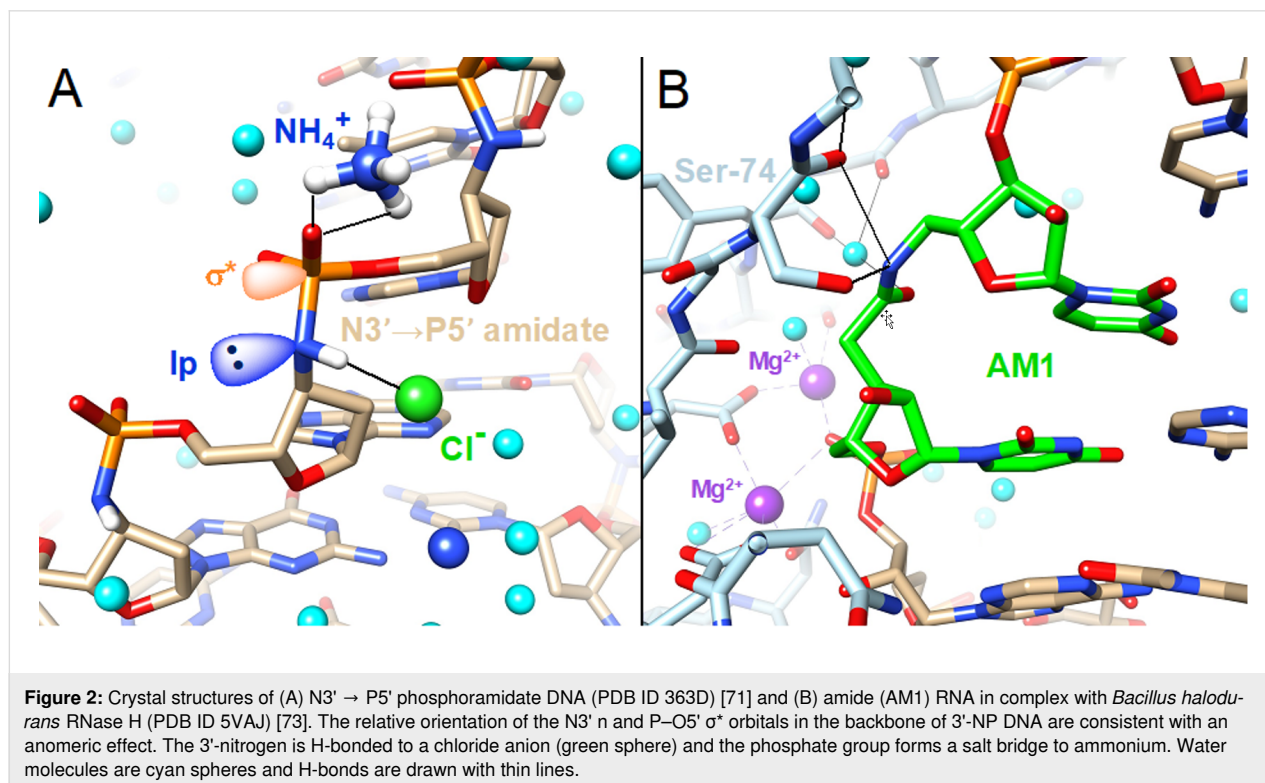 A
NH₄⁺
σ*
N3′→P5′ amidate
lp
Cl⁻
B
Ser-74
Mg²⁺
AM1
Mg²⁺
Figure 2: Crystal structures of (A) N3' → P5' phosphoramidate DNA (PDB ID 363D) [71] and (B) amide (AM1) RNA in complex with Bacillus halodu-
rans RNase H (PDB ID 5VAJ) [73]. The relative orientation of the N3' n and P–O5' σ* orbitals in the backbone of 3'-NP DNA are consistent with an
anomeric effect. The 3'-nitrogen is H-bonded to a chloride anion (green sphere) and the phosphate group forms a salt bridge to ammonium. Water
molecules are cyan spheres and H-bonds are drawn with thin lines.